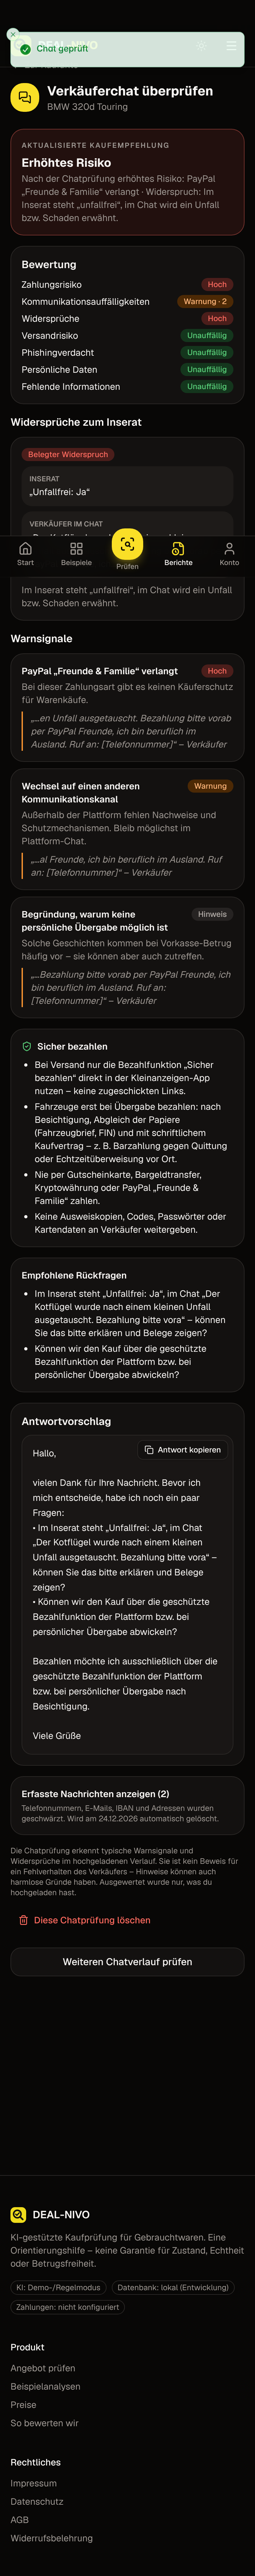 Chat geprüft
Verkäuferchat überprüfen
BMW 320d Touring
AKTUALISIERTE KAUFEMPFEHLUNG
Erhöhtes Risiko
Nach der Chatprüfung erhöhtes Risiko: PayPal
„Freunde & Familie“ verlangt · Widerspruch: Im
Inserat steht „unfallfrei“, im Chat wird ein Unfall
bzw. Schaden erwähnt.
Bewertung
Zahlungsrisiko Hoch
Kommunikationsauffälligkeiten Warnung · 2
Widersprüche Hoch
Versandrisiko Unauffällig
Phishingverdacht Unauffällig
Persönliche Daten Unauffällig
Fehlende Informationen Unauffällig
Widersprüche zum Inserat
Belegter Widerspruch
INSERAT
„Unfallfrei: Ja“
VERKÄUFER IM CHAT
Start
Beispiele
Prüfen
Berichte
Konto
Im Inserat steht „unfallfrei“, im Chat wird ein Unfall
bzw. Schaden erwähnt.
Warnsignale
PayPal „Freunde & Familie“ verlangt Hoch
Bei dieser Zahlungsart gibt es keinen Käuferschutz
für Warenkäufe.
„…en Unfall ausgetauscht. Bezahlung bitte vorab
per PayPal Freunde, ich bin beruflich im
Ausland. Ruf an: [Telefonnummer]“ – Verkäufer
Wechsel auf einen anderen Warnung
Kommunikationskanal
Außerhalb der Plattform fehlen Nachweise und
Schutzmechanismen. Bleib möglichst im
Plattform-Chat.
„…al Freunde, ich bin beruflich im Ausland. Ruf
an: [Telefonnummer]“ – Verkäufer
Begründung, warum keine Hinweis
persönliche Übergabe möglich ist
Solche Geschichten kommen bei Vorkasse-Betrug
häufig vor – sie können aber auch zutreffen.
„…Bezahlung bitte vorab per PayPal Freunde, ich
bin beruflich im Ausland. Ruf an:
[Telefonnummer]“ – Verkäufer
Sicher bezahlen
• Bei Versand nur die Bezahlfunktion „Sicher
bezahlen“ direkt in der Kleinanzeigen-App
nutzen – keine zugeschickten Links.
• Fahrzeuge erst bei Übergabe bezahlen: nach
Besichtigung, Abgleich der Papiere
(Fahrzeugbrief, FIN) und mit schriftlichem
Kaufvertrag – z. B. Barzahlung gegen Quittung
oder Echtzeitüberweisung vor Ort.
• Nie per Gutscheinkarte, Bargeldtransfer,
Kryptowährung oder PayPal „Freunde &
Familie“ zahlen.
• Keine Ausweiskopien, Codes, Passwörter oder
Kartendaten an Verkäufer weitergeben.
Empfohlene Rückfragen
• Im Inserat steht „Unfallfrei: Ja“, im Chat „Der
Kotflügel wurde nach einem kleinen Unfall
ausgetauscht. Bezahlung bitte vora“ – können
Sie das bitte erklären und Belege zeigen?
• Können wir den Kauf über die geschützte
Bezahlfunktion der Plattform bzw. bei
persönlicher Übergabe abwickeln?
Antwortvorschlag
Antwort kopieren
Hallo,
vielen Dank für Ihre Nachricht. Bevor ich
mich entscheide, habe ich noch ein paar
Fragen:
• Im Inserat steht „Unfallfrei: Ja“, im Chat
„Der Kotflügel wurde nach einem kleinen
Unfall ausgetauscht. Bezahlung bitte vora“ –
können Sie das bitte erklären und Belege
zeigen?
• Können wir den Kauf über die geschützte
Bezahlfunktion der Plattform bzw. bei
persönlicher Übergabe abwickeln?
Bezahlen möchte ich ausschließlich über die
geschützte Bezahlfunktion der Plattform
bzw. bei persönlicher Übergabe nach
Besichtigung.
Viele Grüße
Erfasste Nachrichten anzeigen (2)
Telefonnummern, E-Mails, IBAN und Adressen wurden
geschwärzt. Wird am 24.12.2026 automatisch gelöscht.
Die Chatprüfung erkennt typische Warnsignale und
Widersprüche im hochgeladenen Verlauf. Sie ist kein Beweis für
ein Fehlverhalten des Verkäufers – Hinweise können auch
harmlose Gründe haben. Ausgewertet wurde nur, was du
hochgeladen hast.
Diese Chatprüfung löschen
Weiteren Chatverlauf prüfen
DEAL-NIVO
KI-gestützte Kaufprüfung für Gebrauchtwaren. Eine
Orientierungshilfe – keine Garantie für Zustand, Echtheit
oder Betrugsfreiheit.
KI: Demo-/Regelmodus
Datenbank: lokal (Entwicklung)
Zahlungen: nicht konfiguriert
Produkt
Angebot prüfen
Beispielanalysen
Preise
So bewerten wir
Rechtliches
Impressum
Datenschutz
AGB
Widerrufsbelehrung